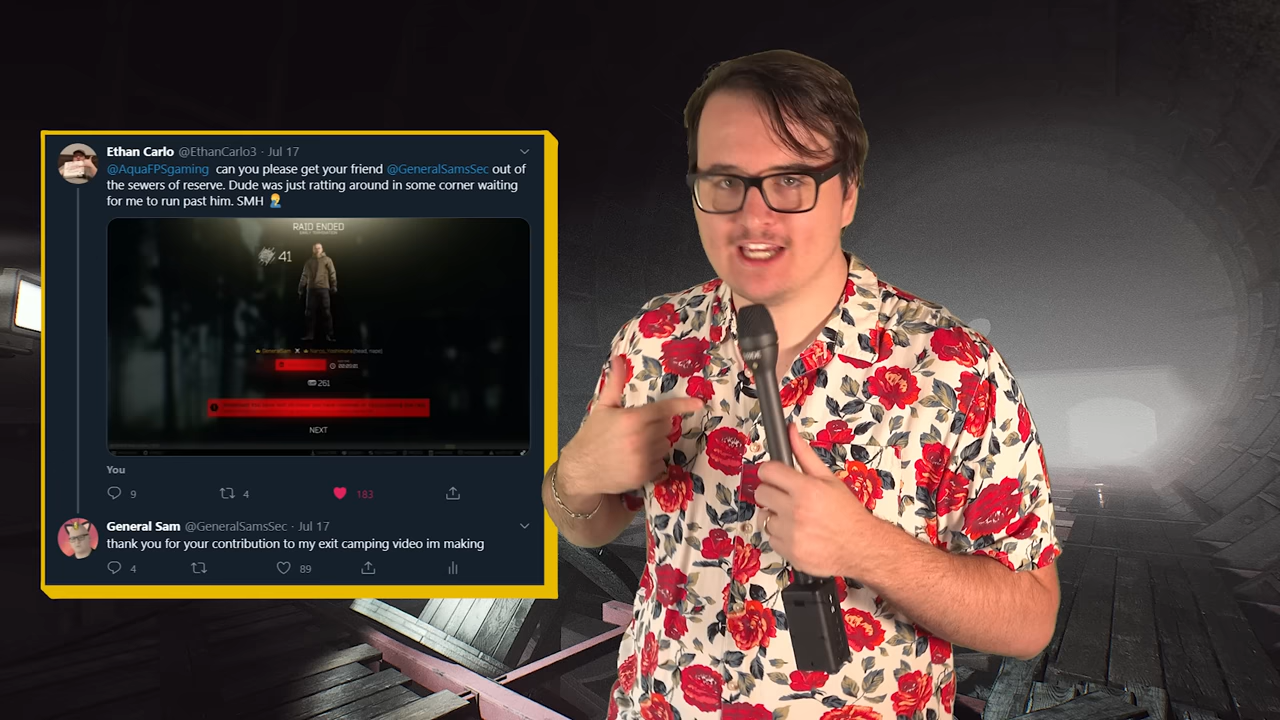 Ethan Carlo @EthanCarlo3 · Jul 17
@AquaFPSgaming can you please get your friend @GeneralSamsSec out of
the sewers of reserve. Dude was just ratting around in some corner waiting
for me to run past him. SMH 🤦
RAID ENDED
41
261
NEXT
You
9 4 183
General Sam @GeneralSamsSec · Jul 17
thank you for your contribution to my exit camping video im making
4 89